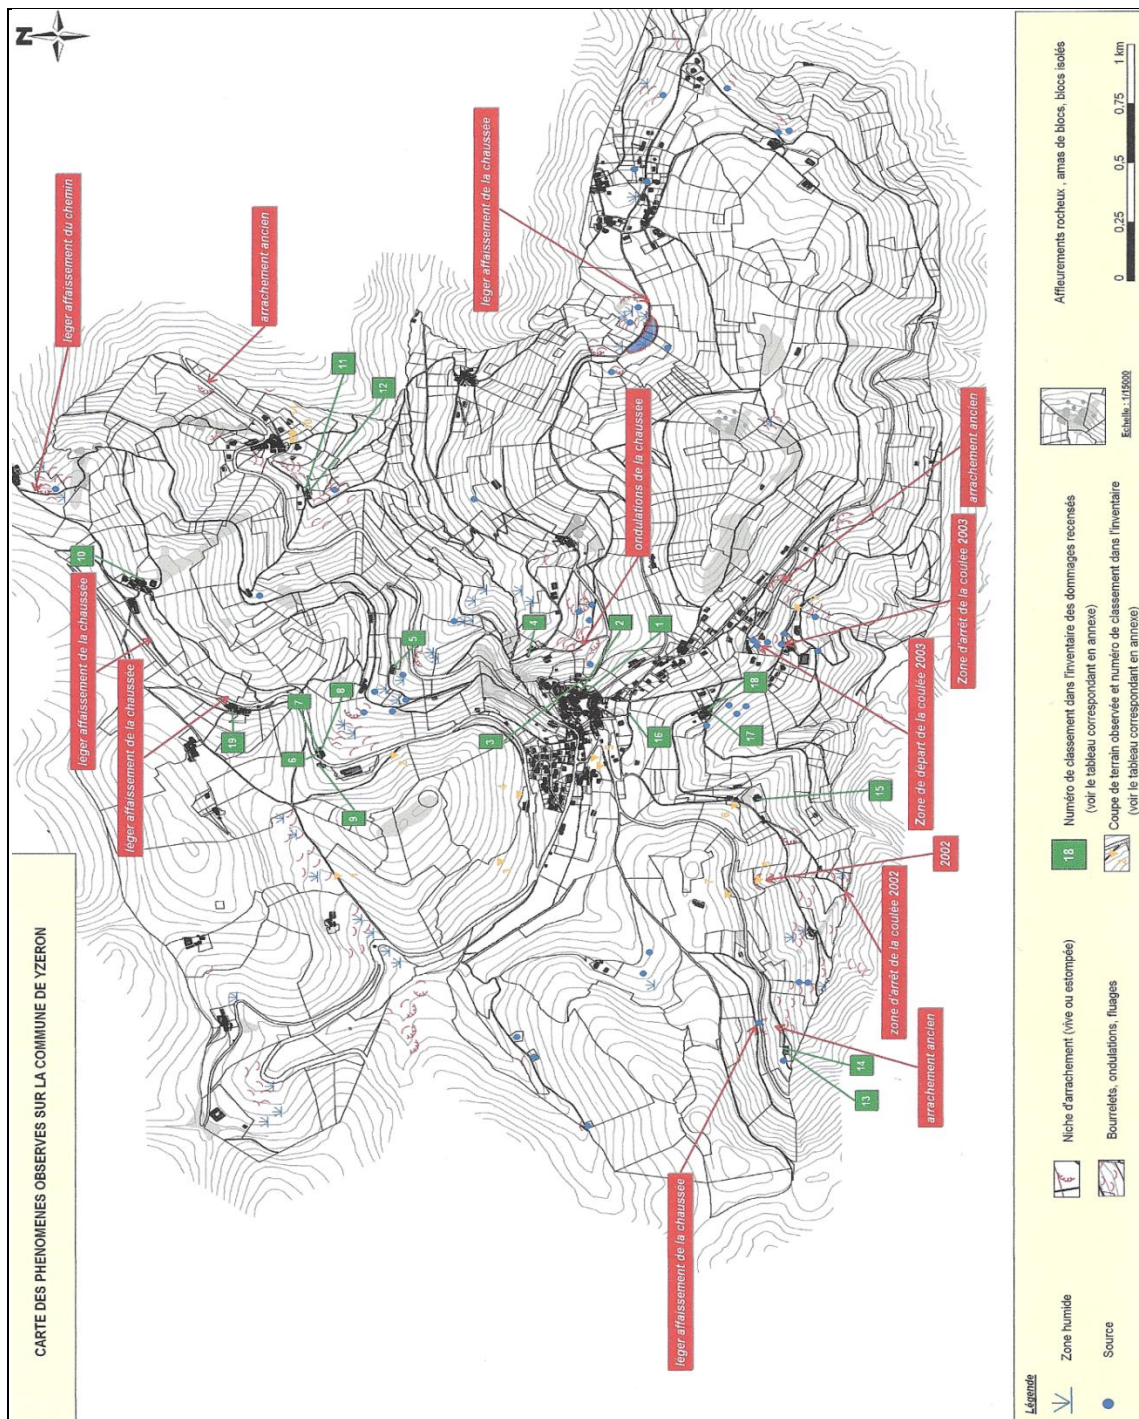 CARTE DES PHENOMENES OBSERVES SUR LA COMMUNE DE YZERON
N
léger affaissement du chemin
arrachement ancien
léger affaissement de la chaussée
léger affaissement de la chaussée
léger affaissement de la chaussée
ondulations de la chaussée
arrachement ancien
Zone d'arrêt de la coulée 2003
Zone de départ de la coulée 2003
2002
zone d'arrêt de la coulée 2002
arrachement ancien
léger affaissement de la chaussée
1
2
3
4
5
6
7
8
9
10
11
12
13
14
15
16
17
18
19
Légende
Zone humide
Source
Niche d'arrachement (vive ou estompée)
Bourrelets, ondulations, fluages
18
Numéro de classement dans l'inventaire des dommages recensés
(voir le tableau correspondant en annexe)
Coupe de terrain observée et numéro de classement dans l'inventaire
(voir le tableau correspondant en annexe)
Affleurements rocheux , amas de blocs, blocs isolés
Echelle : 1/15000
0 0,25 0,5 0,75 1 km